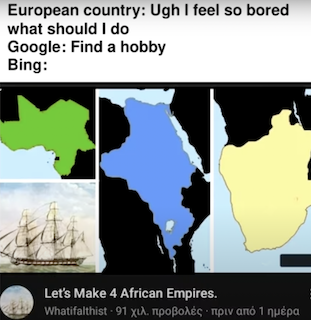 European country: Ugh I feel so bored
what should I do
Google: Find a hobby
Bing:
Let's Make 4 African Empires.
Whatifalthist · 91 χιλ. προβολές · πριν από 1 ημέρα